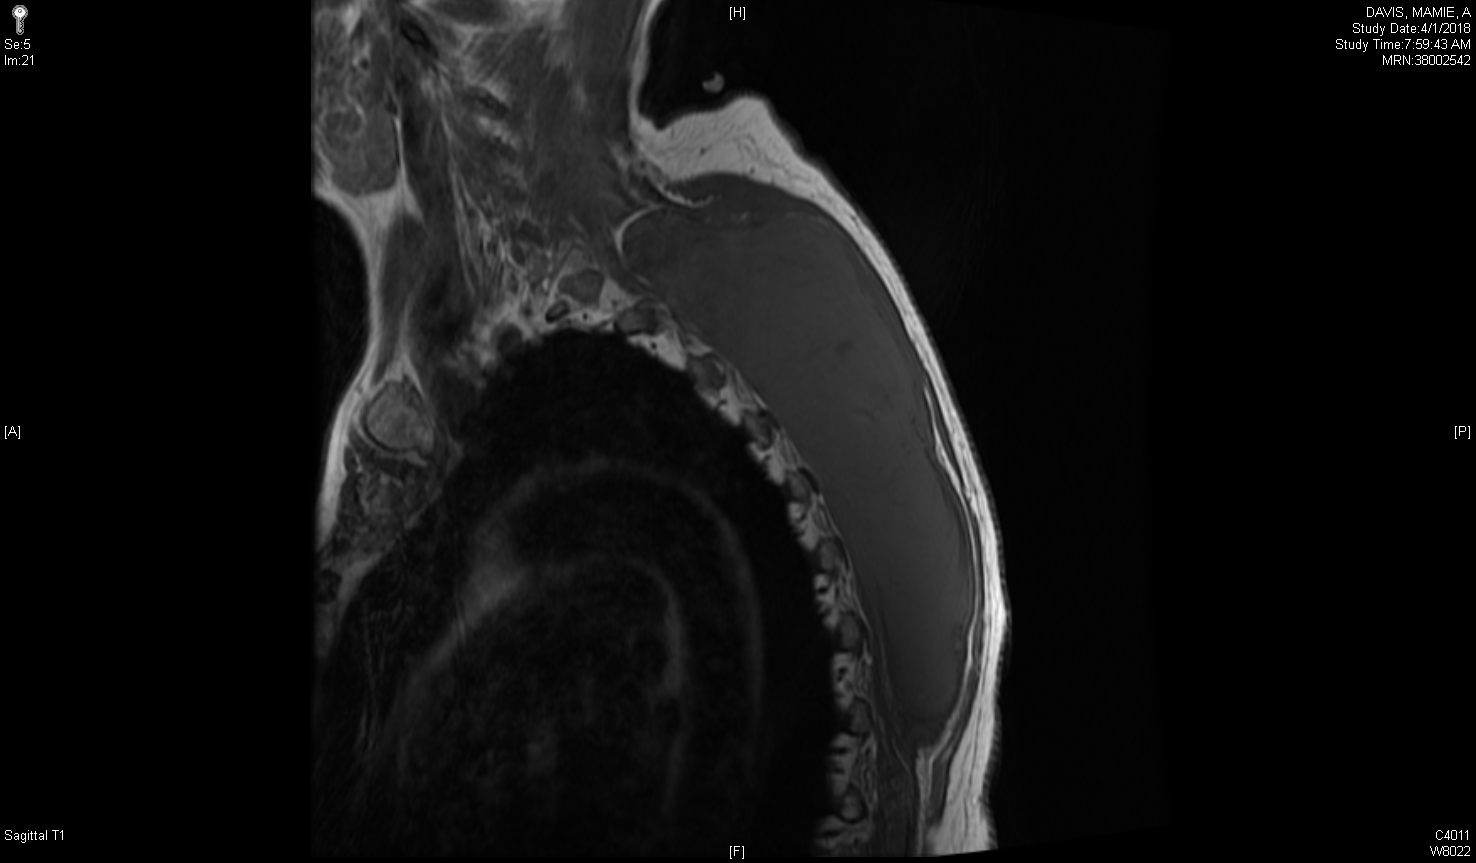 [H]
DAVIS, MAMIE, A
Study Date:4/1/2018
Study Time:7:59:43 AM
MRN:38002542
Se:5
Im:21
[A]
[P]
Sagittal T1
[F]
C4011
W8022